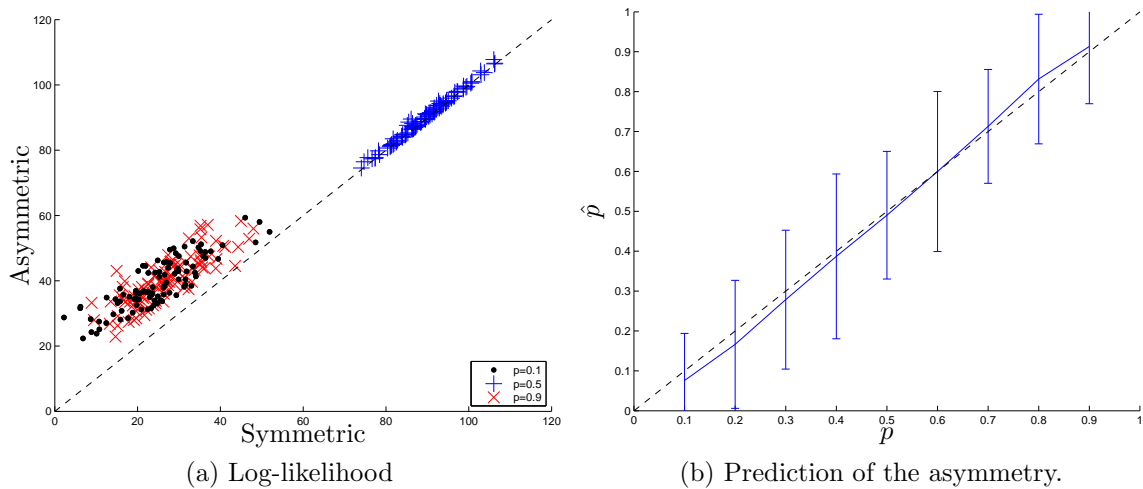 120
100
80
60
40
20
0
Asymmetric
0 20 40 60 80 100 120
Symmetric
p=0.1
p=0.5
p=0.9
(a) Log-likelihood
1
0.9
0.8
0.7
0.6
0.5
0.4
0.3
0.2
0.1
0
p̂
0 0.1 0.2 0.3 0.4 0.5 0.6 0.7 0.8 0.9 1
p
(b) Prediction of the asymmetry.